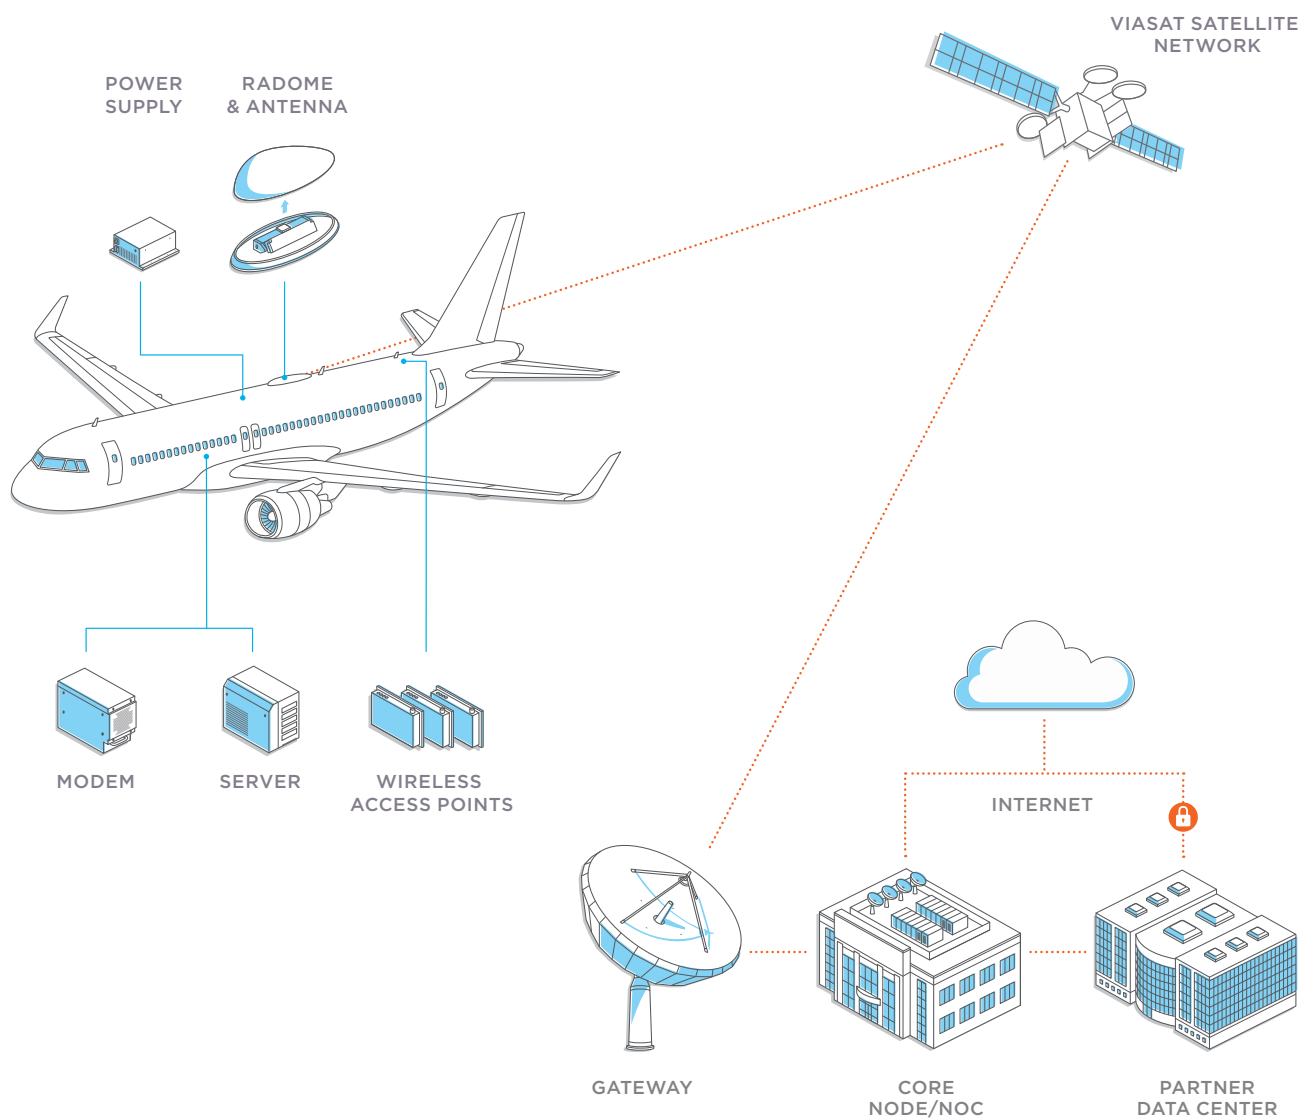 VIASAT SATELLITE
NETWORK
POWER
SUPPLY
RADOME
& ANTENNA
MODEM
SERVER
WIRELESS
ACCESS POINTS
INTERNET
GATEWAY
CORE
NODE/NOC
PARTNER
DATA CENTER